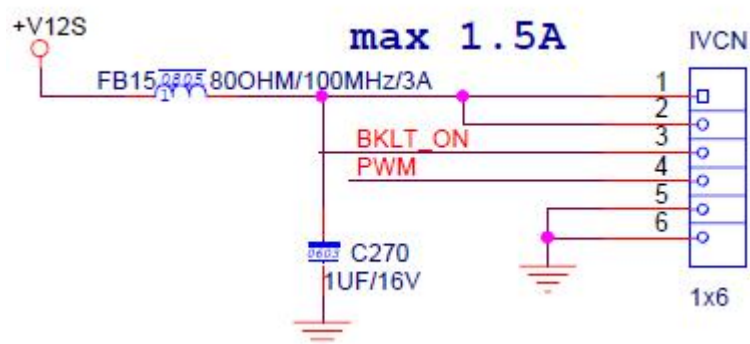 +V12S
max 1.5A
IVCN
FB15 0805 80OHM/100MHz/3A
1
1
2
BKLT_ON
3
PWM
4
5
6
0603 C270
1UF/16V
1x6